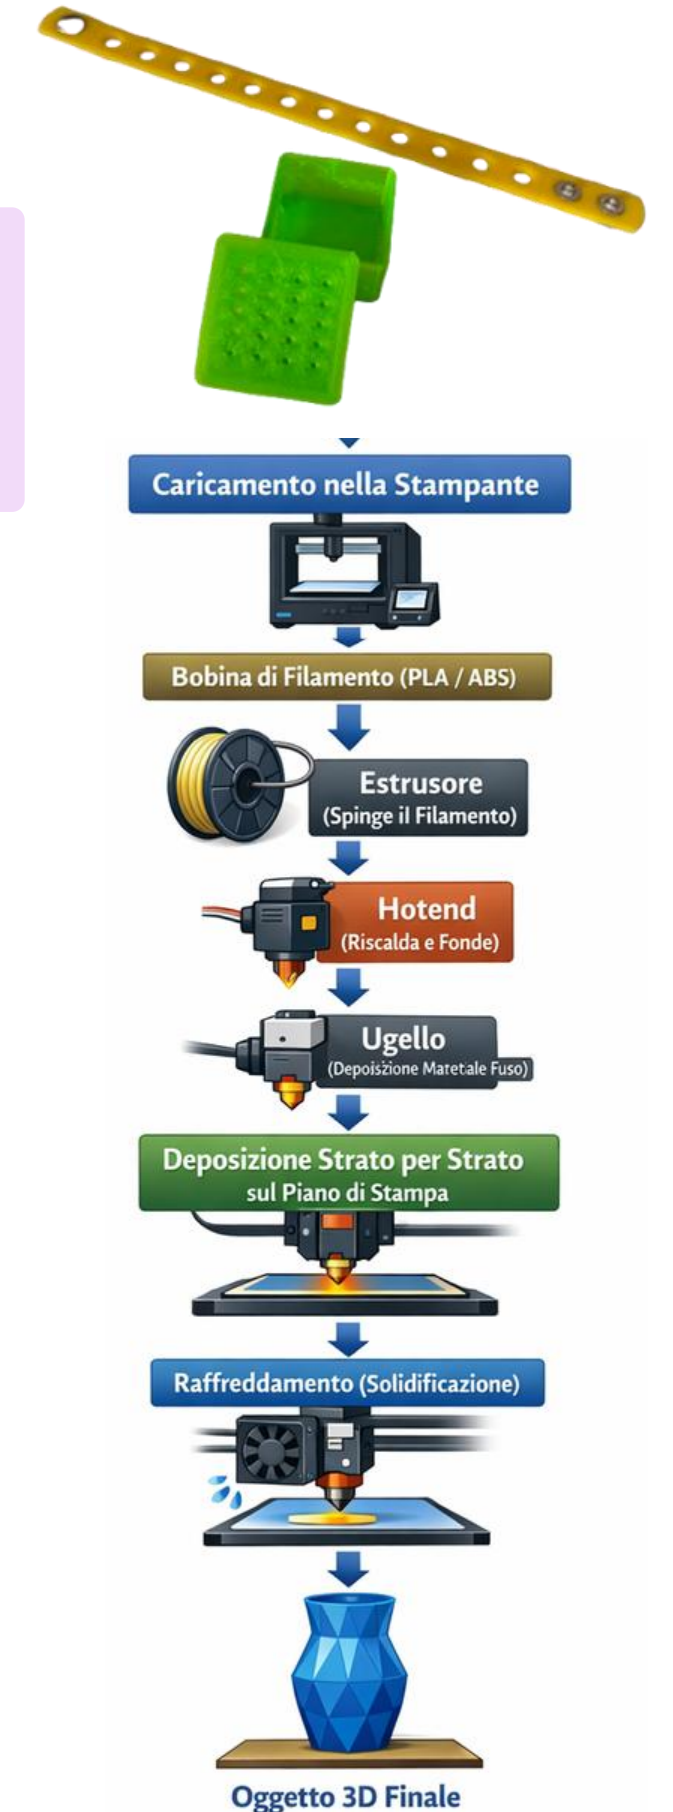 Caricamento nella Stampante
Bobina di Filamento (PLA / ABS)
Estrusore
(Spinge il Filamento)
Hotend
(Riscalda e Fonde)
Ugello
(Depoisizione Matetale Fuso)
Deposizione Strato per Strato
sul Piano di Stampa
Raffreddamento (Solidificazione)
Oggetto 3D Finale